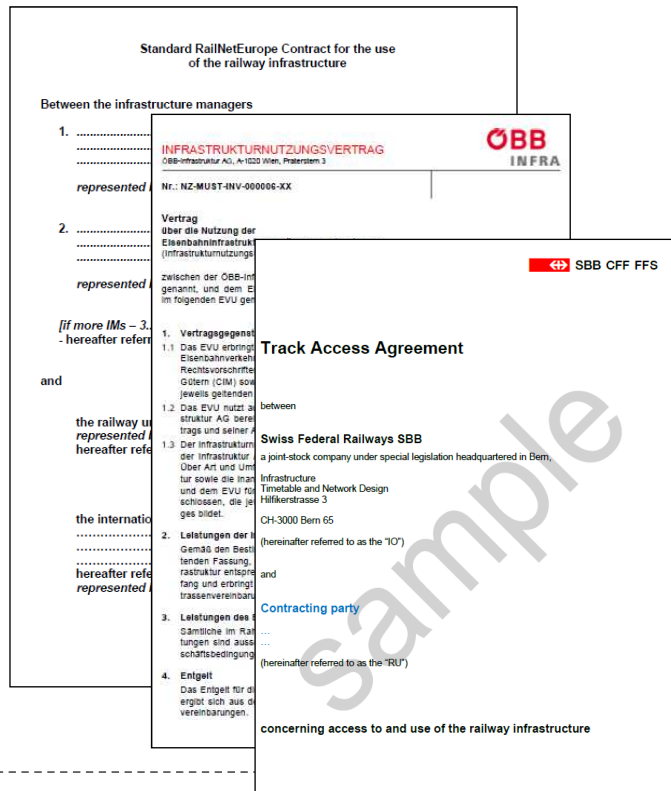 Standard RailNetEurope Contract for the use
of the railway infrastructure
Between the infrastructure managers
1. ......................
......................
......................
represented
2. ......................
......................
......................
represented
[if more IMs – 3..
- hereafter referr
and
the railway u
represented
hereafter refe
the internatio
..................
..................
hereafter refe
represented
ÖBB
INFRA
INFRASTRUKTURNUTZUNGSVERTRAG
ÖBB-Infrastruktur AG, A-1020 Wien, Praterstern 3
Nr.: NZ-MUST-INV-000006-XX
Vertrag
über die Nutzung der
Eisenbahninfrastrukt
(Infrastrukturnutzungs
zwischen der ÖBB-Inf
genannt, und dem E
im folgenden EVU gen
1. Vertragsgegenst
1.1 Das EVU erbringt
Eisenbahnverkehr
Rechtsvorschrifte
Gütern (CIM) sow
jeweils geltenden
1.2 Das EVU nutzt a
struktur AG bere
trags und seiner A
1.3 Der Infrastrukturn
der Infrastruktur
Über Art und Umf
tur sowie die Inan
und dem EVU fü
schlossen, die je
ges bildet.
2. Leistungen der I
Gemäß den Besti
tenden Fassung,
rastruktur entspre
fang und erbringt
trassenvereinbaru
3. Leistungen des E
Sämtliche im Rah
tungen sind auss
schäftsbedingung
4. Entgelt
Das Entgelt für di
ergibt sich aus d
vereinbarungen.
SBB CFF FFS
Track Access Agreement
between
Swiss Federal Railways SBB
a joint-stock company under special legislation headquartered in Bern,
Infrastructure
Timetable and Network Design
Hilfikerstrasse 3
CH-3000 Bern 65
(hereinafter referred to as the “IO”)
and
Contracting party
...
...
(hereinafter referred to as the “RU”)
concerning access to and use of the railway infrastructure
sample